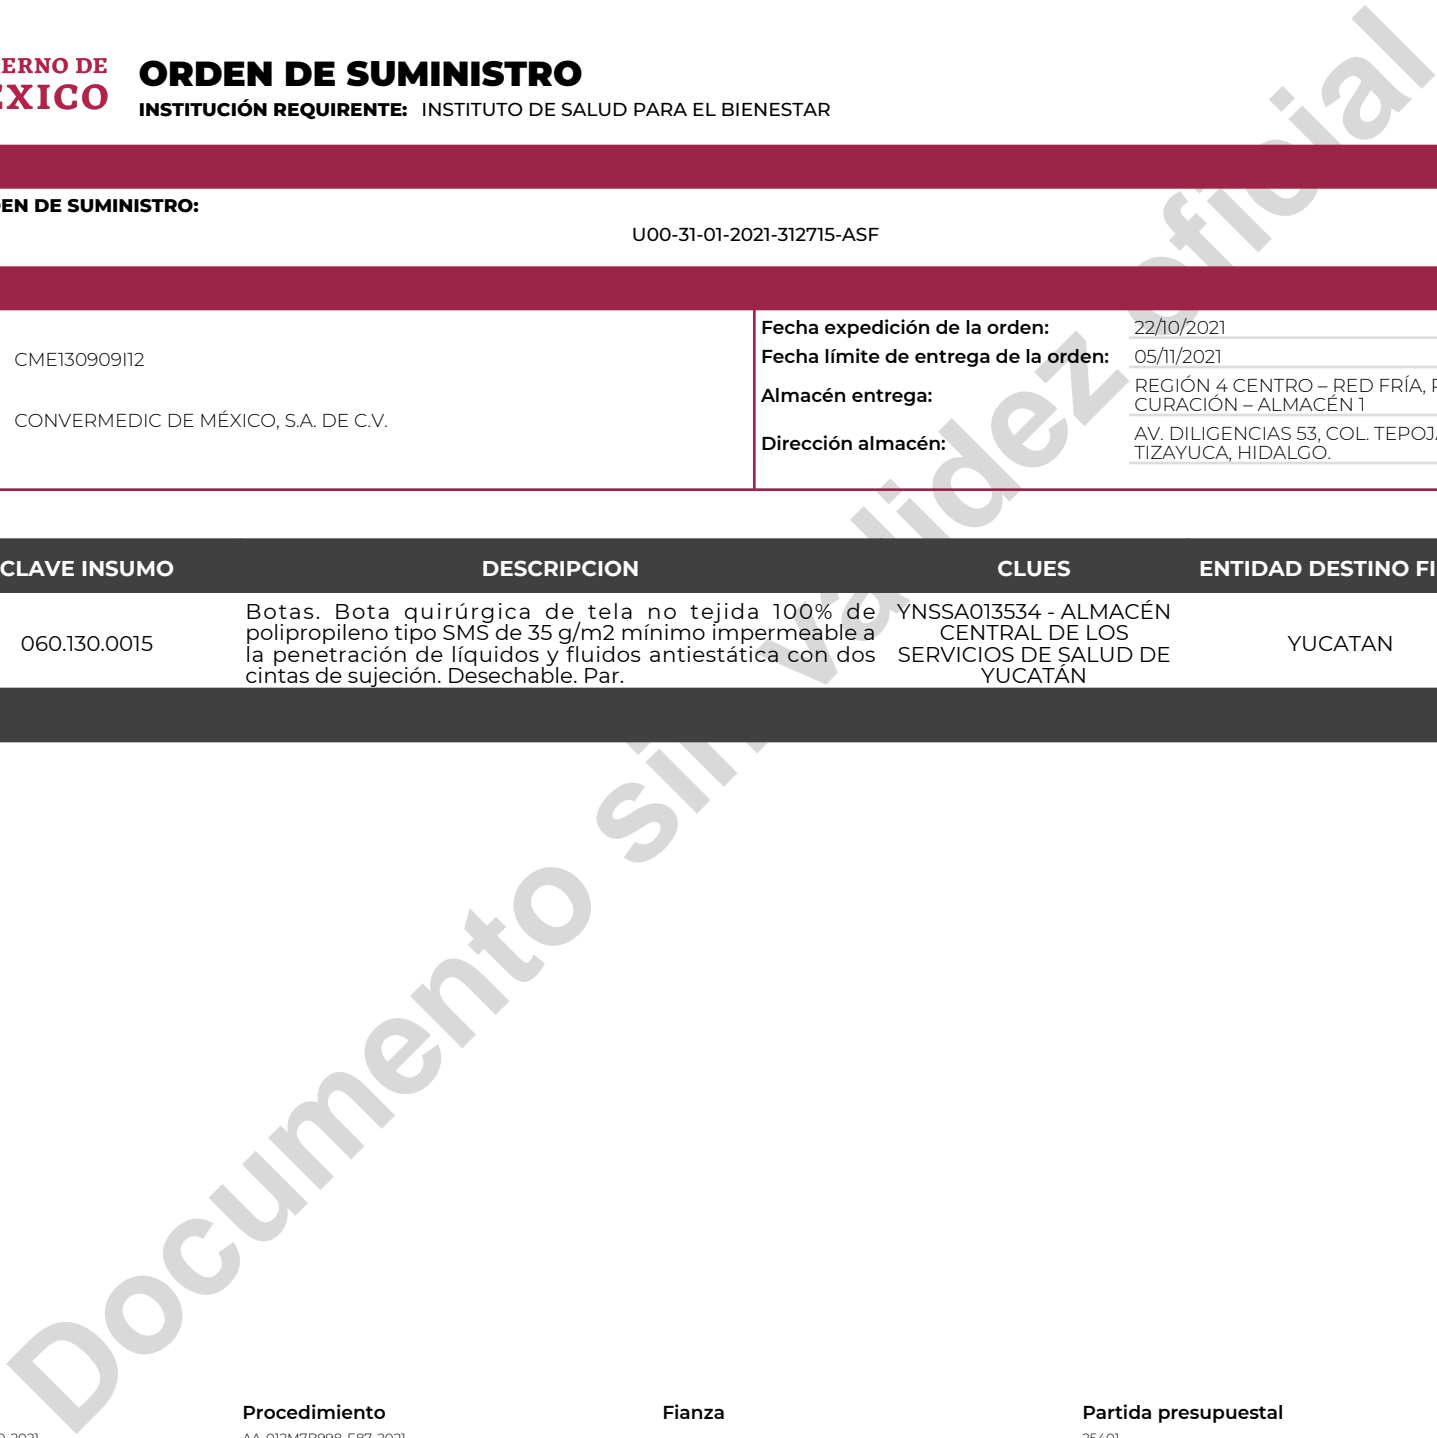 ERNO DE
ORDEN DE SUMINISTRO
INSTITUCIÓN REQUIRENTE: INSTITUTO DE SALUD PARA EL BIENESTAR
EN DE SUMINISTRO:
U00-31-01-2021-312715-ASF
CME130909I12
CONVERMEDIC DE MÉXICO, S.A. DE C.V.
Fecha expedición de la orden: 22/10/2021
Fecha límite de entrega de la orden: 05/11/2021
Almacén entrega: REGIÓN 4 CENTRO – RED FRÍA,
CURACIÓN – ALMACÉN 1
Dirección almacén: AV. DILIGENCIAS 53, COL.
TIZAYUCA, HIDALGO.
CLAVE INSUMO DESCRIPCION CLUES ENTIDAD DESTINO FI
060.130.0015
Botas. Bota quirúrgica de tela no tejida 100% de
polipropileno tipo SMS de 35 g/m2 mínimo impermeable a
la penetración de líquidos y fluidos antiestática con dos
cintas de sujeción. Desechable. Par.
YNSSA013534 - ALMACÉN
CENTRAL DE LOS
SERVICIOS DE SALUD DE
YUCATÁN
YUCATAN
Documento sin validez oficial
Procedimiento Fianza Partida presupuestal